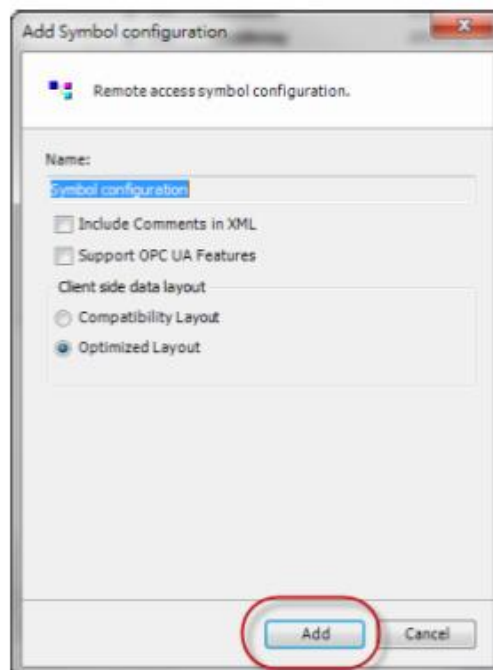 Add Symbol configuration
Remote access symbol configuration.
Name:
Symbol configuration
Include Comments in XML
Support OPC UA Features
Client side data layout
Compatibility Layout
Optimized Layout
Add
Cancel